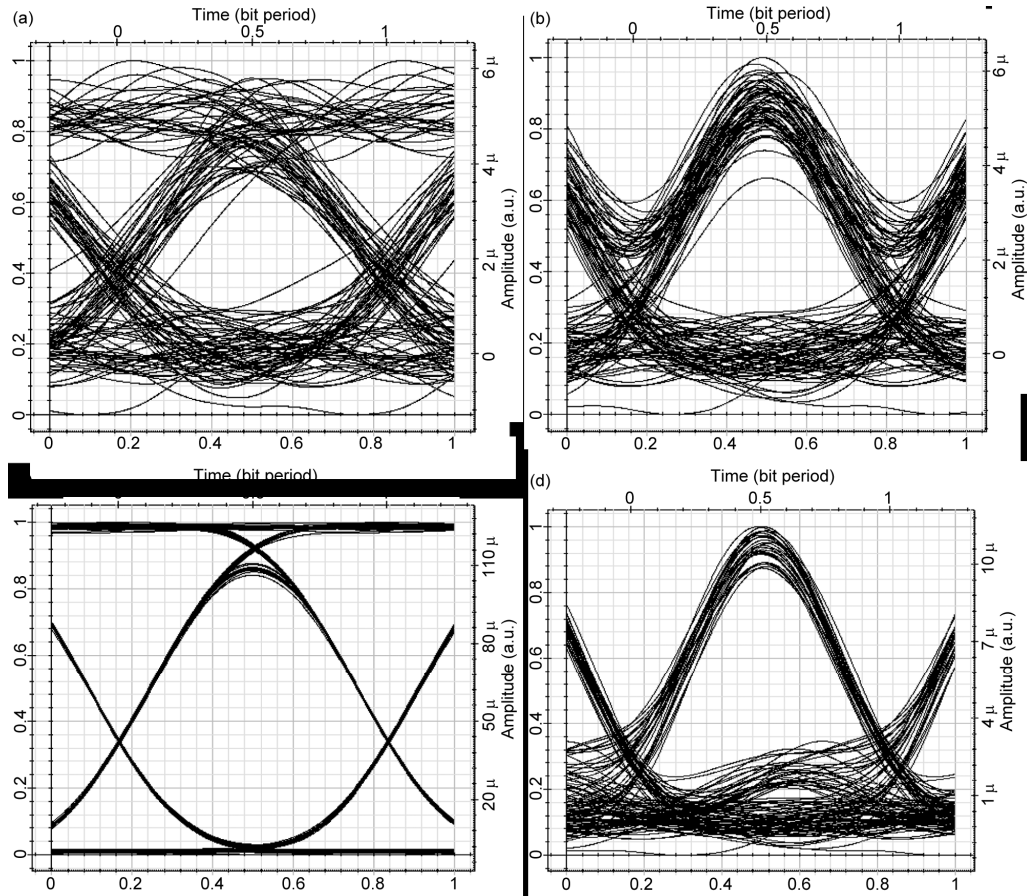 (a)
Time (bit period)
0 0.5 1
1
0.8
0.6
0.4
0.2
0
6 μ
4 μ
2 μ
0
Amplitude (a.u.)
0 0.2 0.4 0.6 0.8 1
(b)
Time (bit period)
0 0.5 1
1
0.8
0.6
0.4
0.2
0
6 μ
4 μ
2 μ
0
Amplitude (a.u.)
0 0.2 0.4 0.6 0.8 1
Time (bit period)
1
0.8
0.6
0.4
0.2
0
110 μ
80 μ
50 μ
20 μ
Amplitude (a.u.)
0 0.2 0.4 0.6 0.8 1
(d)
Time (bit period)
0 0.5 1
1
0.8
0.6
0.4
0.2
0
10 μ
7 μ
4 μ
1 μ
Amplitude (a.u.)
0 0.2 0.4 0.6 0.8 1